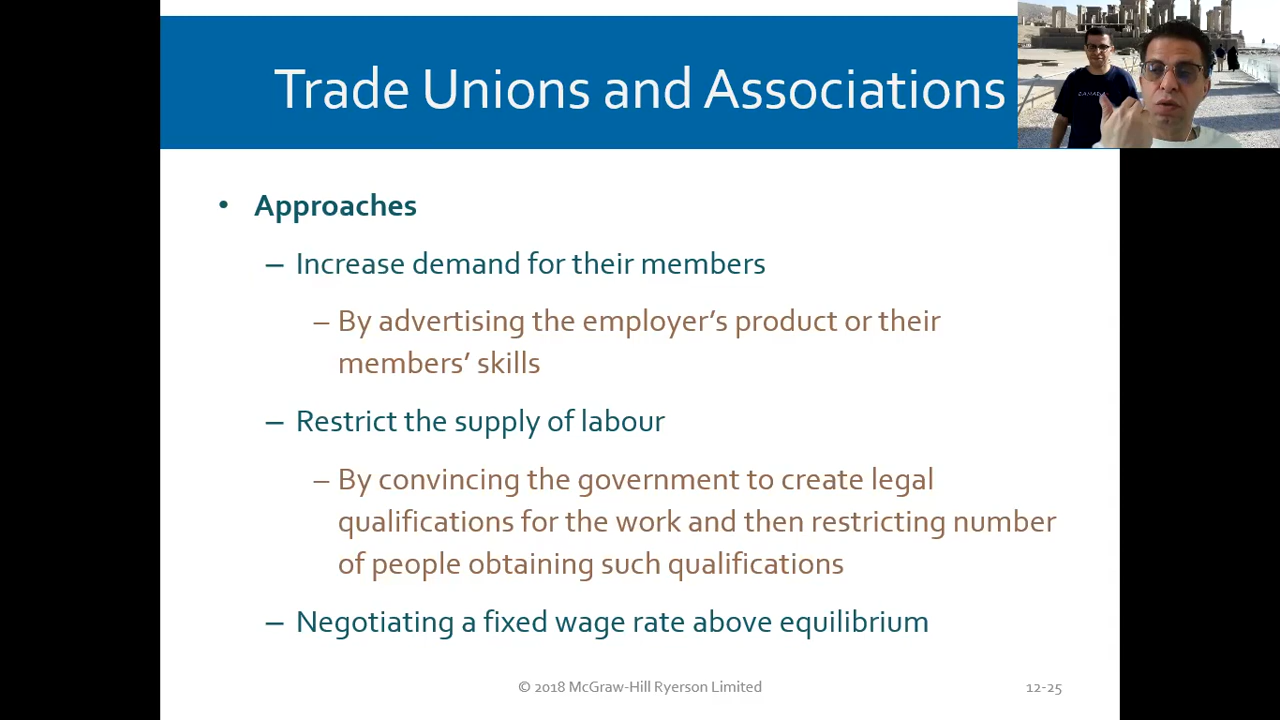 Trade Unions and Associations
• Approaches
– Increase demand for their members
– By advertising the employer’s product or their
members’ skills
– Restrict the supply of labour
– By convincing the government to create legal
qualifications for the work and then restricting number
of people obtaining such qualifications
– Negotiating a fixed wage rate above equilibrium
© 2018 McGraw-Hill Ryerson Limited
12-25
CANADA